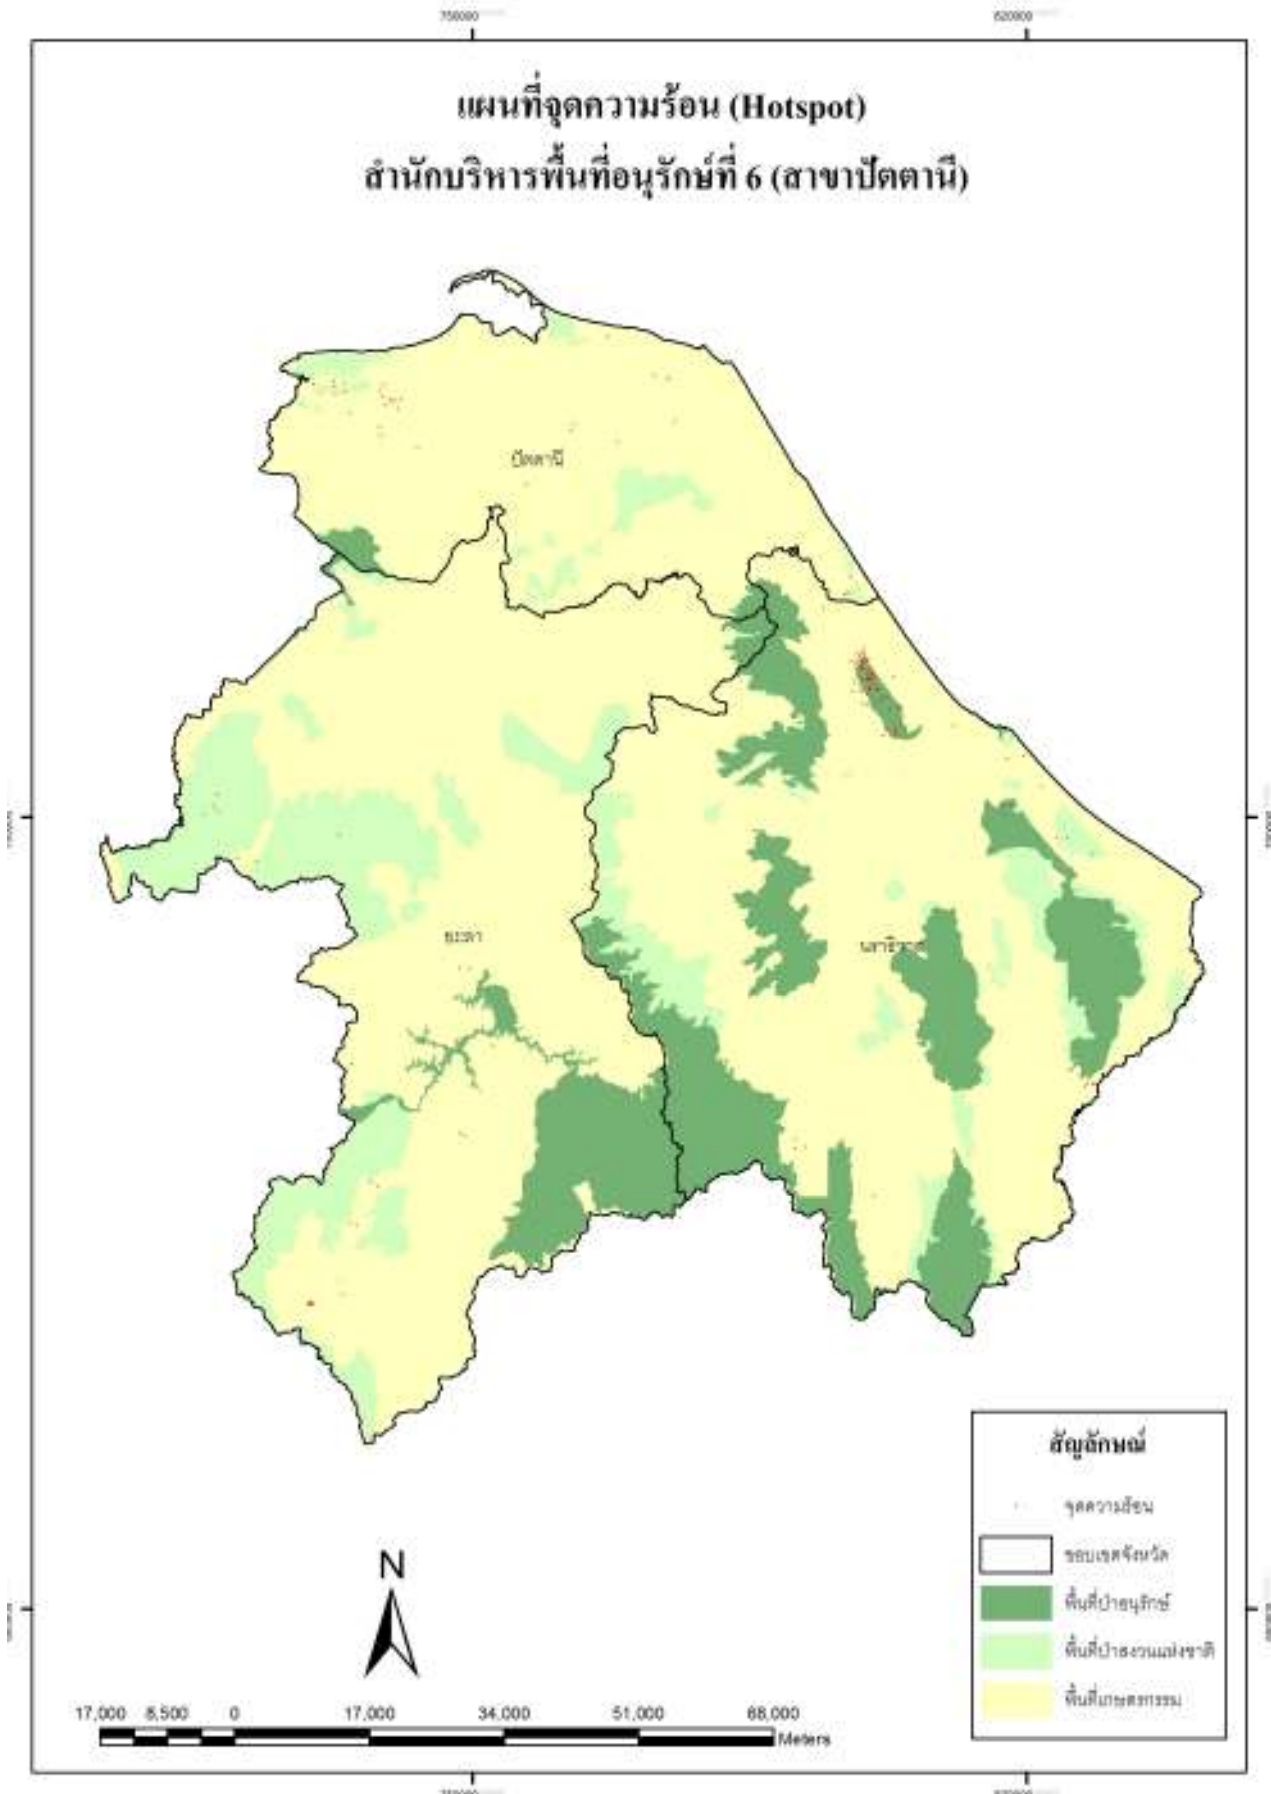 แผนที่จุดความร้อน (Hotspot)
สำนักบริหารพื้นที่อนุรักษ์ที่ 6 (สาขาปัตตานี)
ปัตตานี
ยะลา
นราธิวาส
สัญลักษณ์
จุดความร้อน
ขอบเขตจังหวัด
พื้นที่ป่าอนุรักษ์
พื้นที่ป่าสงวนแห่งชาติ
พื้นที่เกษตรกรรม
N
17,000 8,500 0 17,000 34,000 51,000 68,000
Meters